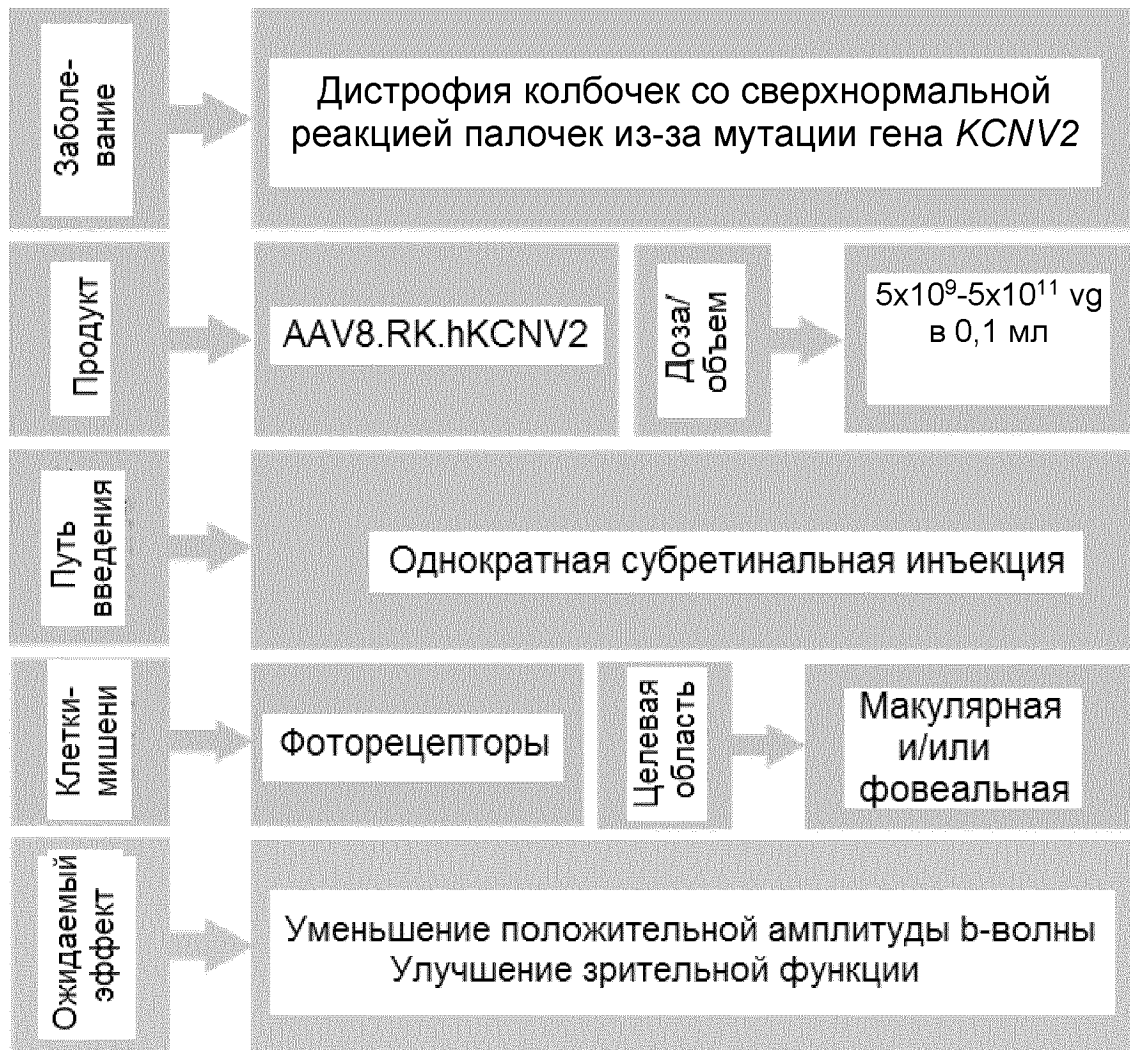 Заболе-
вание
Дистрофия колбочек со сверхнормальной
реакцией палочек из-за мутации гена KCNV2
Продукт
AAV8.RK.hKCNV2
Доза/
объем
5x10⁹-5x10¹¹ vg
в 0,1 мл
Путь
введения
Однократная субретинальная инъекция
Клетки-
мишени
Фоторецепторы
Целевая
область
Макулярная
и/или
фовеальная
Ожидаемый
эффект
Уменьшение положительной амплитуды b-волны
Улучшение зрительной функции